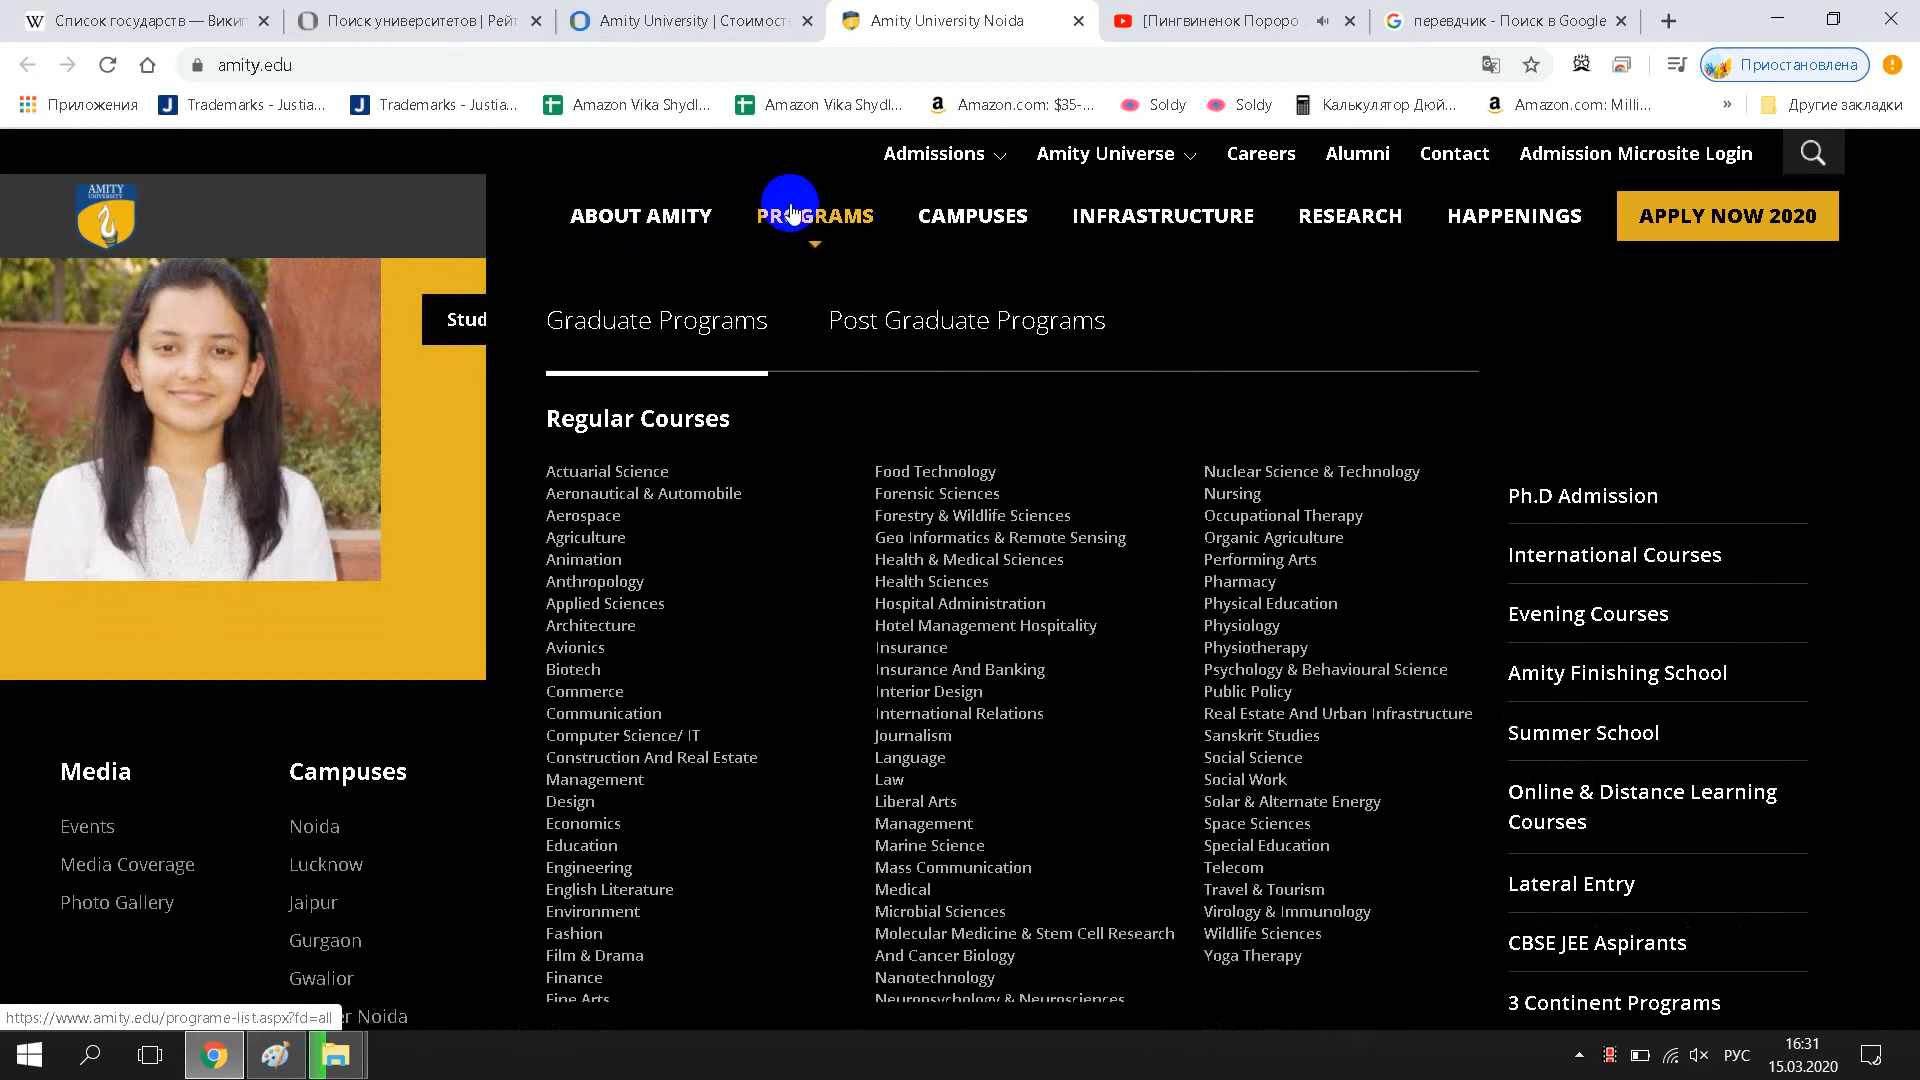 Список государств — Викип
Поиск университетов | Рейт
Amity University | Стоимость
Amity University Noida
[Пингвиненок Пороро
перевдчик - Поиск в Google
amity.edu
Приостановлена
Приложения
Trademarks - Justia...
Trademarks - Justia...
Amazon Vika Shydl...
Amazon Vika Shydl...
Amazon.com: $35-...
Soldy
Soldy
Калькулятор Дюй...
Amazon.com: Milli...
»
Другие закладки
Admissions
Amity Universe
Careers
Alumni
Contact
Admission Microsite Login
AMITY
UNIVERSITY
ABOUT AMITY
PROGRAMS
CAMPUSES
INFRASTRUCTURE
RESEARCH
HAPPENINGS
APPLY NOW 2020
Stud
Graduate Programs
Post Graduate Programs
Regular Courses
Actuarial Science
Aeronautical & Automobile
Aerospace
Agriculture
Animation
Anthropology
Applied Sciences
Architecture
Avionics
Biotech
Commerce
Communication
Computer Science/ IT
Construction And Real Estate
Management
Design
Economics
Education
Engineering
English Literature
Environment
Fashion
Film & Drama
Finance
Fine Arts
Food Technology
Forensic Sciences
Forestry & Wildlife Sciences
Geo Informatics & Remote Sensing
Health & Medical Sciences
Health Sciences
Hospital Administration
Hotel Management Hospitality
Insurance
Insurance And Banking
Interior Design
International Relations
Journalism
Language
Law
Liberal Arts
Management
Marine Science
Mass Communication
Medical
Microbial Sciences
Molecular Medicine & Stem Cell Research
And Cancer Biology
Nanotechnology
Neuropsychology & Neurosciences
Nuclear Science & Technology
Nursing
Occupational Therapy
Organic Agriculture
Performing Arts
Pharmacy
Physical Education
Physiology
Physiotherapy
Psychology & Behavioural Science
Public Policy
Real Estate And Urban Infrastructure
Sanskrit Studies
Social Science
Social Work
Solar & Alternate Energy
Space Sciences
Special Education
Telecom
Travel & Tourism
Virology & Immunology
Wildlife Sciences
Yoga Therapy
Ph.D Admission
International Courses
Evening Courses
Amity Finishing School
Summer School
Online & Distance Learning
Courses
Lateral Entry
CBSE JEE Aspirants
3 Continent Programs
Media
Events
Media Coverage
Photo Gallery
Campuses
Noida
Lucknow
Jaipur
Gurgaon
Gwalior
er Noida
https://www.amity.edu/programe-list.aspx?fd=all
РУС
16:31
15.03.2020